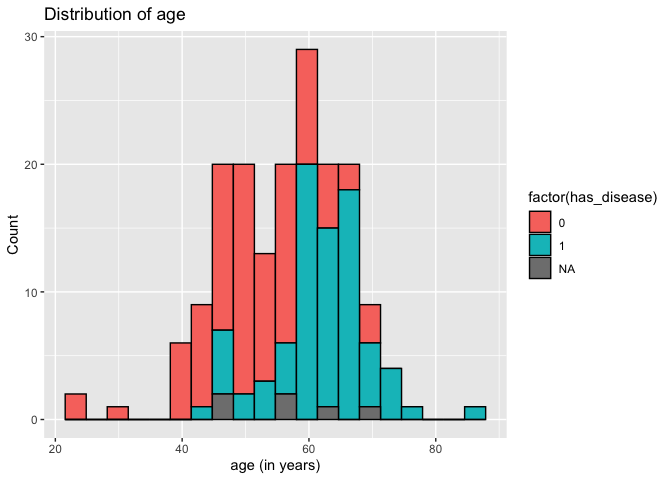 Distribution of age
30
20
10
0
Count
20
40
60
80
age (in years)
factor(has_disease)
0
1
NA